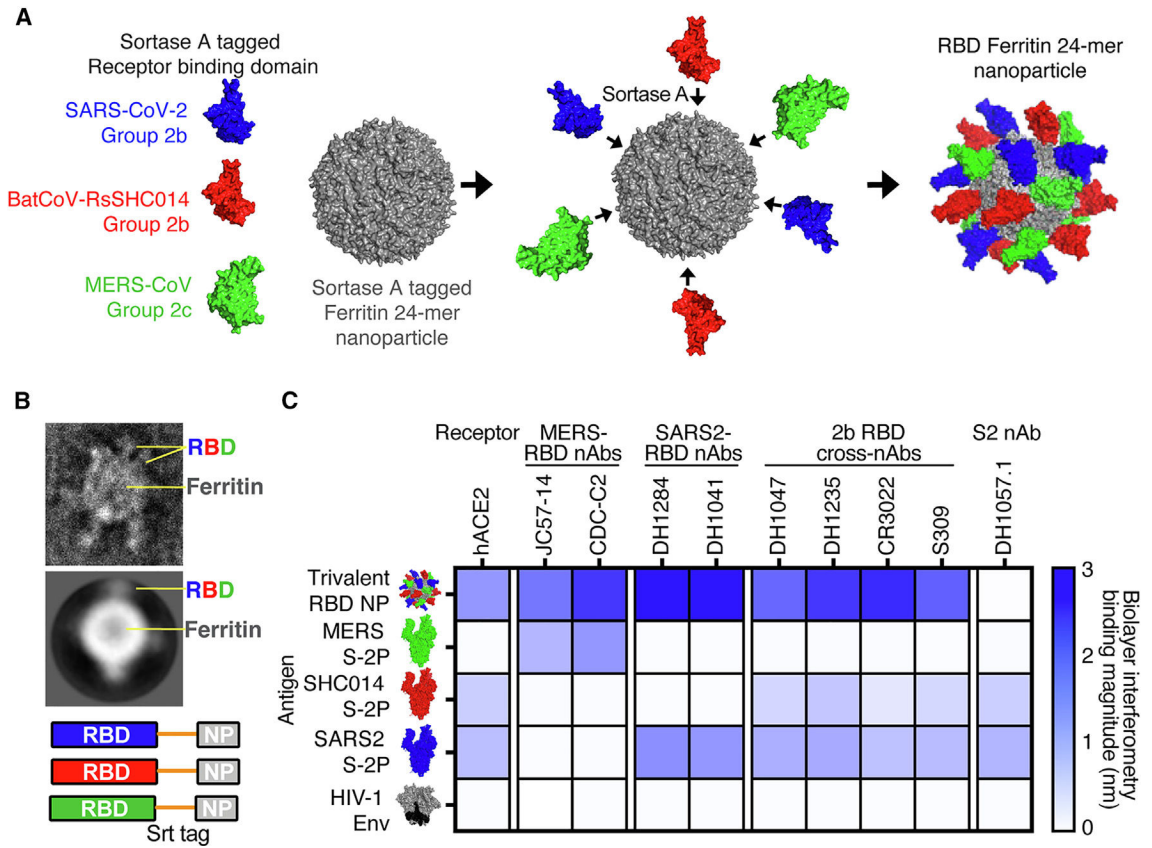 A
Sortase A tagged
Receptor binding domain
SARS-CoV-2
Group 2b
BatCoV-RsSHC014
Group 2b
MERS-CoV
Group 2c
Sortase A tagged
Ferritin 24-mer
nanoparticle
Sortase A
RBD Ferritin 24-mer
nanoparticle
B
RBD
Ferritin
RBD
Ferritin
RBD NP
RBD NP
RBD NP
Srt tag
C
Receptor
MERS-
RBD nAbs
SARS2-
RBD nAbs
2b RBD
cross-nAbs
S2 nAb
hACE2
JC57-14
CDC-C2
DH1284
DH1041
DH1047
DH1235
CR3022
S309
DH1057.1
Antigen
Trivalent
RBD NP
MERS
S-2P
SHC014
S-2P
SARS2
S-2P
HIV-1
Env
3
2
1
0
Biolayer interferometry
binding magnitude (nm)